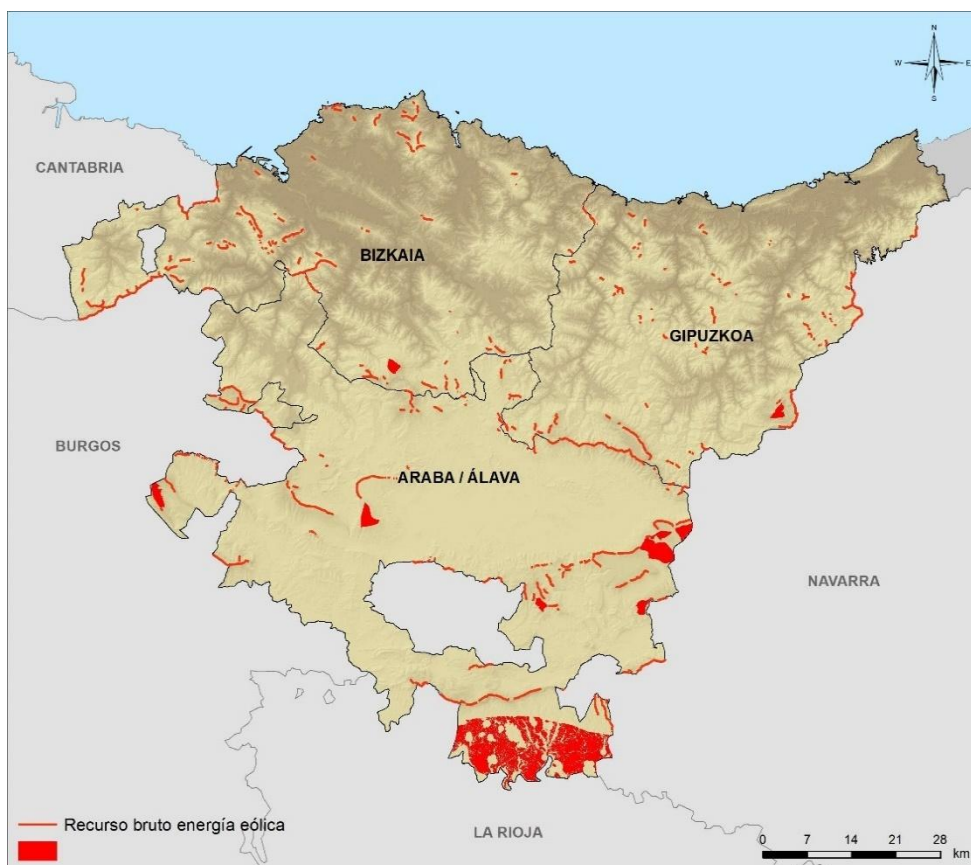 N
W E
S
CANTABRIA
BIZKAIA
GIPUZKOA
BURGOS
ARABA / ÁLAVA
NAVARRA
Recurso bruto energía eólica
LA RIOJA
0 7 14 21 28
km